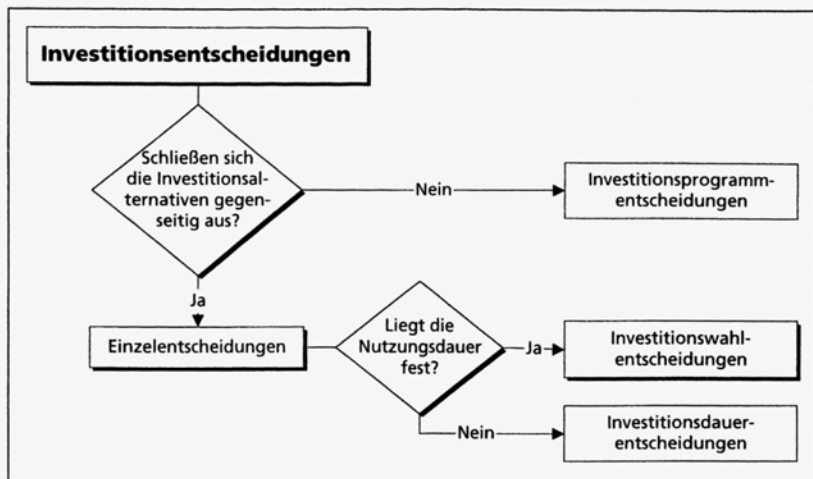 Investitionsentscheidungen
Schließen sich
die Investitionsal-
ternativen gegen-
seitig aus?
Nein
Investitionsprogramm-
entscheidungen
Ja
Einzelentscheidungen
Liegt die
Nutzungsdauer
fest?
Ja
Investitionswahl-
entscheidungen
Nein
Investitionsdauer-
entscheidungen